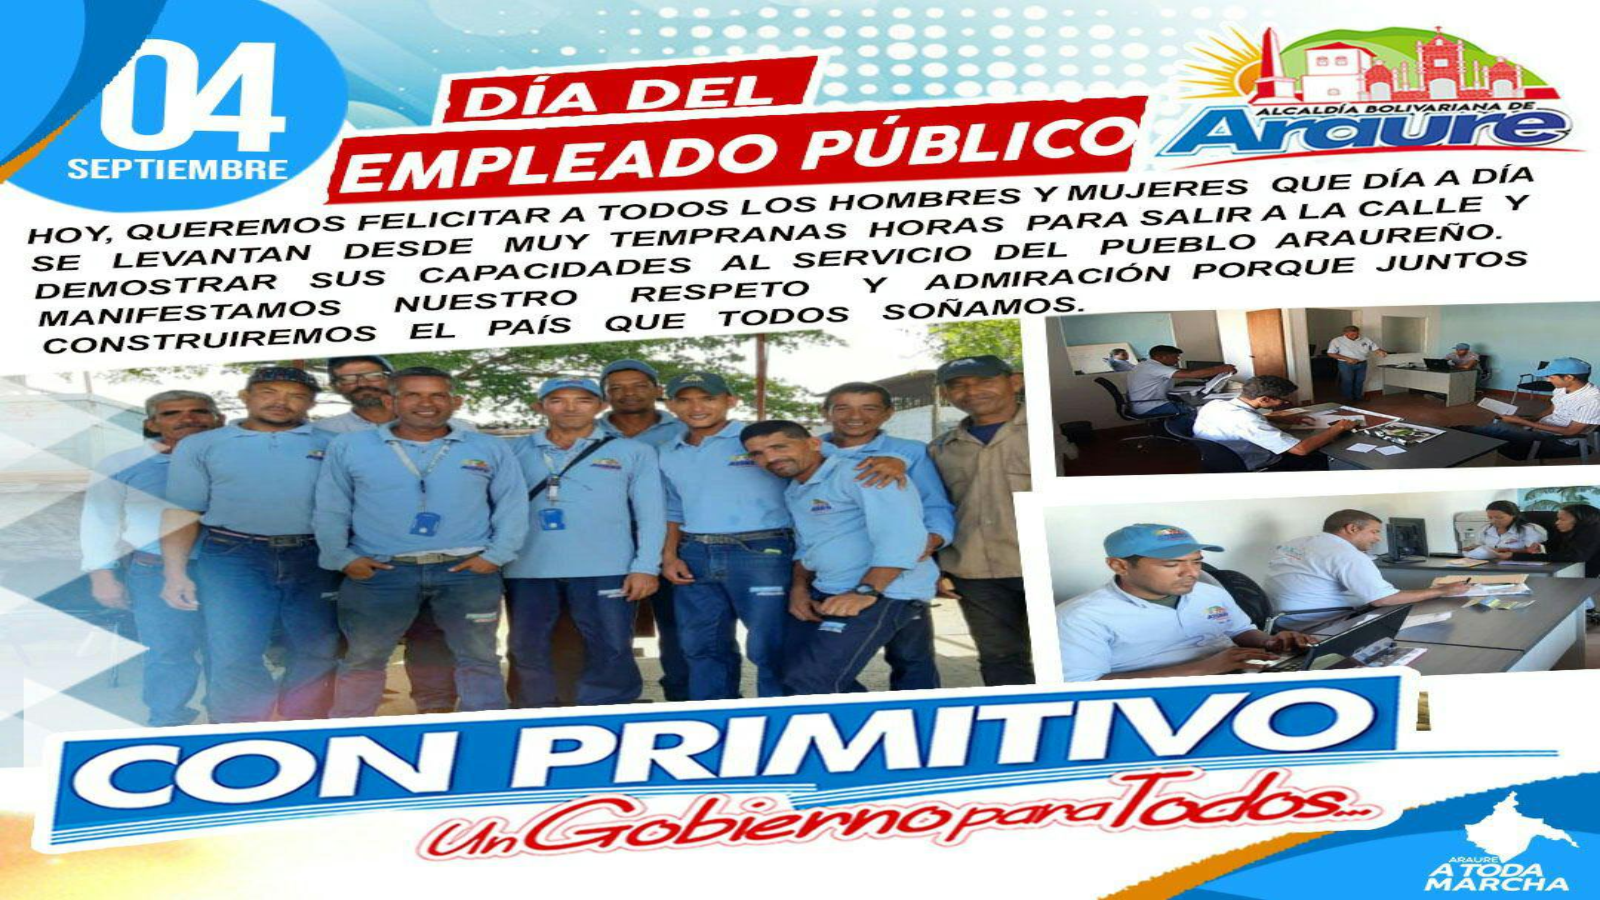 04
SEPTIEMBRE
DÍA DEL
EMPLEADO PÚBLICO
ALCALDÍA BOLIVARIANA DE
Araure
HOY, QUEREMOS FELICITAR A TODOS LOS HOMBRES Y MUJERES QUE DÍA A DÍA
SE LEVANTAN DESDE MUY TEMPRANAS HORAS PARA SALIR A LA CALLE Y
DEMOSTRAR SUS CAPACIDADES AL SERVICIO DEL PUEBLO ARAUREÑO.
MANIFESTAMOS NUESTRO RESPETO Y ADMIRACIÓN PORQUE JUNTOS
CONSTRUIREMOS EL PAÍS QUE TODOS SOÑAMOS.
CON PRIMITIVO
Un Gobierno para Todos...
ARAURE
A TODA
MARCHA